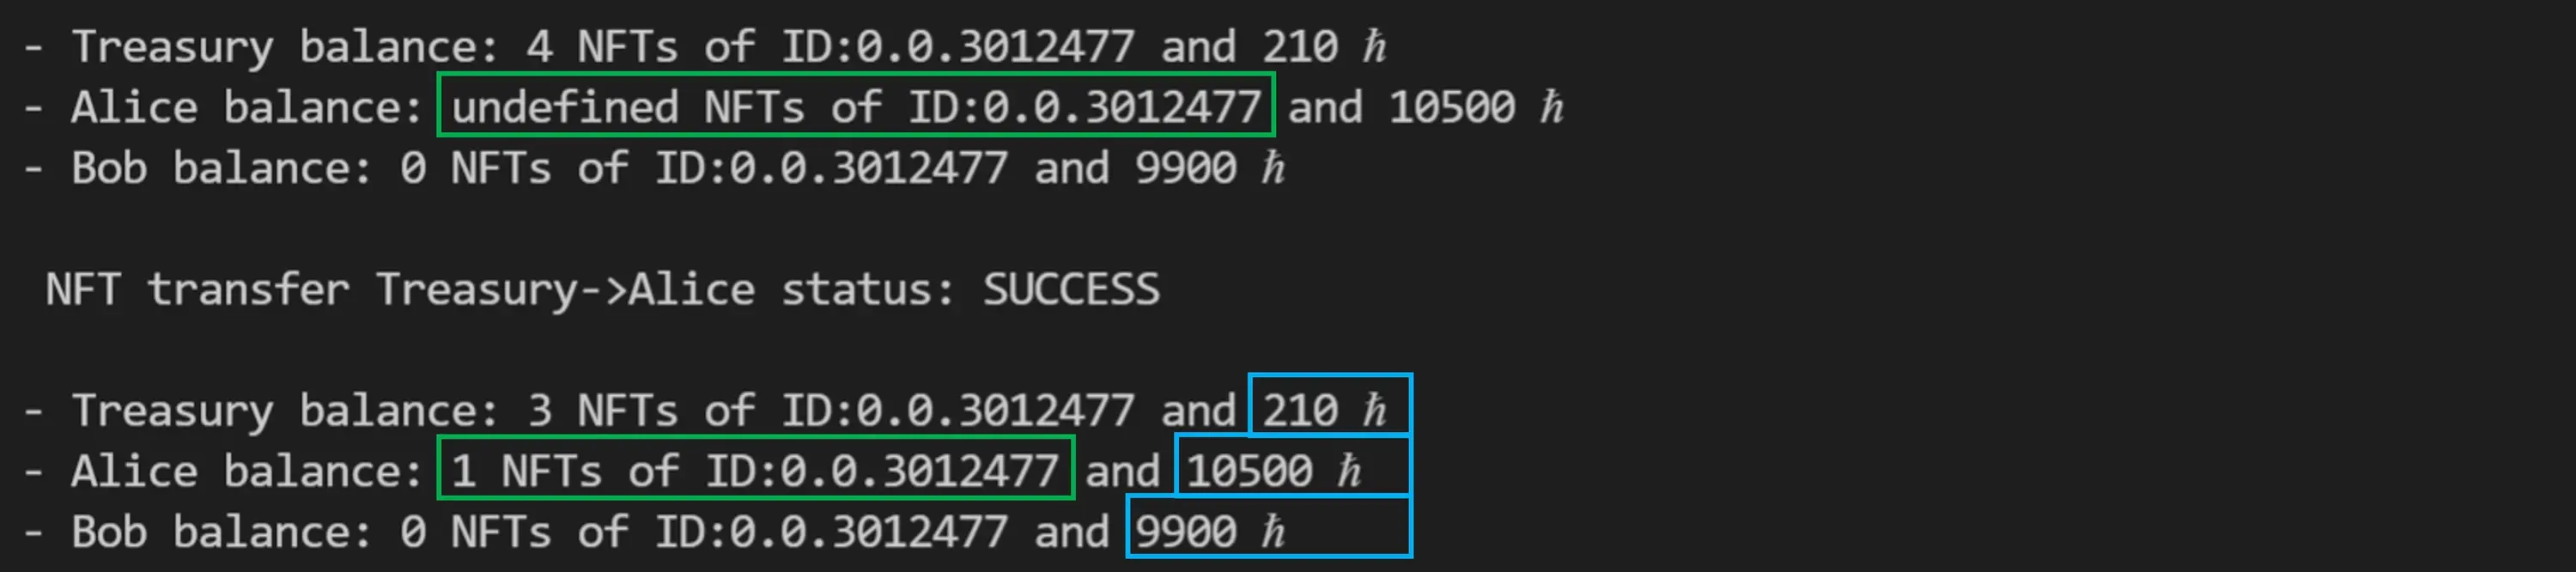 - Treasury balance: 4 NFTs of ID:0.0.3012477 and 210 ℏ
- Alice balance: undefined NFTs of ID:0.0.3012477 and 10500 ℏ
- Bob balance: 0 NFTs of ID:0.0.3012477 and 9900 ℏ
NFT transfer Treasury->Alice status: SUCCESS
- Treasury balance: 3 NFTs of ID:0.0.3012477 and 210 ℏ
- Alice balance: 1 NFTs of ID:0.0.3012477 and 10500 ℏ
- Bob balance: 0 NFTs of ID:0.0.3012477 and 9900 ℏ